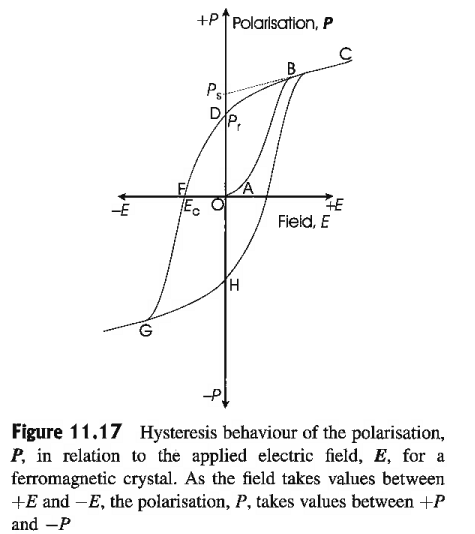 +P Polarisation, P
C
B
Ps
D Pr
F A
-E Ec O +E
Field, E
H
G
-P
Figure 11.17 Hysteresis behaviour of the polarisation,
P, in relation to the applied electric field, E, for a
ferromagnetic crystal. As the field takes values between
+E and −E, the polarisation, P, takes values between +P
and −P